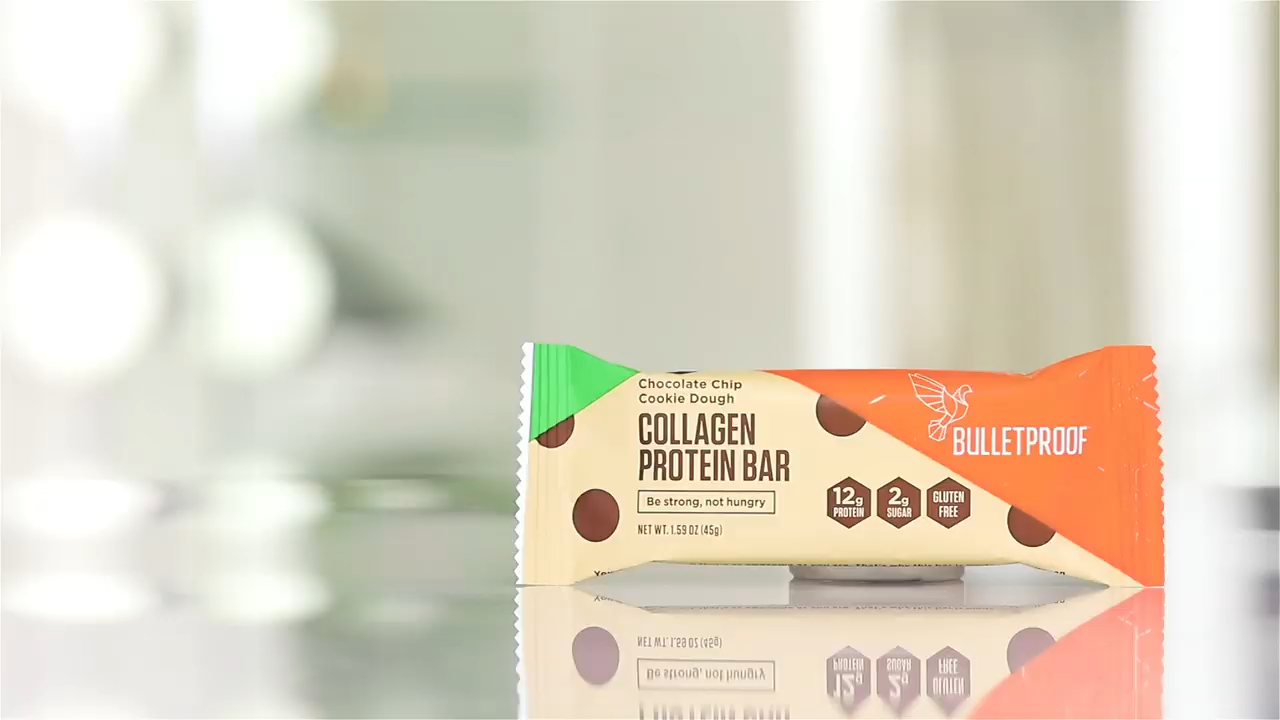 Chocolate Chip
Cookie Dough
COLLAGEN
PROTEIN BAR
Be strong, not hungry
NET WT. 1.59 OZ (45g)
12g
PROTEIN
2g
SUGAR
GLUTEN
FREE
BULLETPROOF